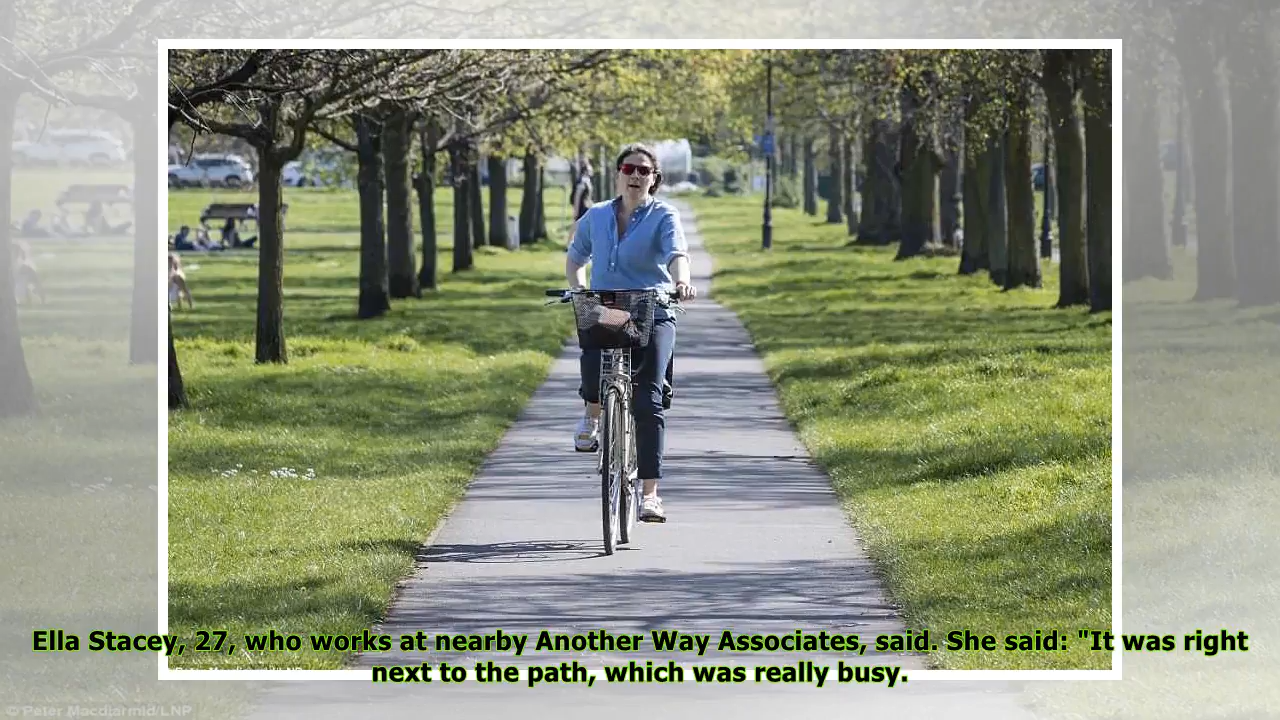 Ella Stacey, 27, who works at nearby Another Way Associates, said. She said: "It was right
next to the path, which was really busy.
© Peter Macdiarmid/LNP